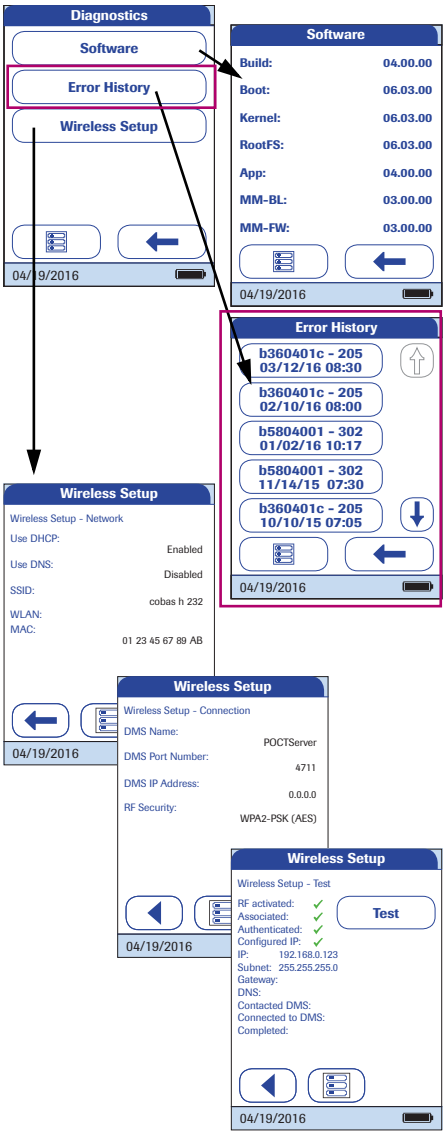 Diagnostics
Software
Error History
Wireless Setup
04/19/2016
Software
Build: 04.00.00
Boot: 06.03.00
Kernel: 06.03.00
RootFS: 06.03.00
App: 04.00.00
MM-BL: 03.00.00
MM-FW: 03.00.00
04/19/2016
Error History
b360401c - 205
03/12/16 08:30
b360401c - 205
02/10/16 08:00
b5804001 - 302
01/02/16 10:17
b5804001 - 302
11/14/15 07:30
b360401c - 205
10/10/15 07:05
04/19/2016
Wireless Setup
Wireless Setup - Network
Use DHCP:
Enabled
Use DNS:
Disabled
SSID:
cobas h 232
WLAN:
MAC:
01 23 45 67 89 AB
04/19/2016
Wireless Setup
Wireless Setup - Connection
DMS Name:
POCTServer
DMS Port Number:
4711
DMS IP Address:
0.0.0.0
RF Security:
WPA2-PSK (AES)
04/19/2016
Wireless Setup
Wireless Setup - Test
RF activated: ✓
Associated: ✓
Authenticated: ✓
Configured IP: ✓
IP: 192.168.0.123
Subnet: 255.255.255.0
Gateway:
DNS:
Contacted DMS:
Connected to DMS:
Completed:
Test
04/19/2016